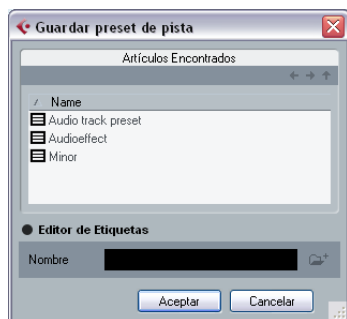 Guardar preset de pista
Artículos Encontrados
Name
Audio track preset
Audioeffect
Minor
Editor de Etiquetas
Nombre
Aceptar
Cancelar